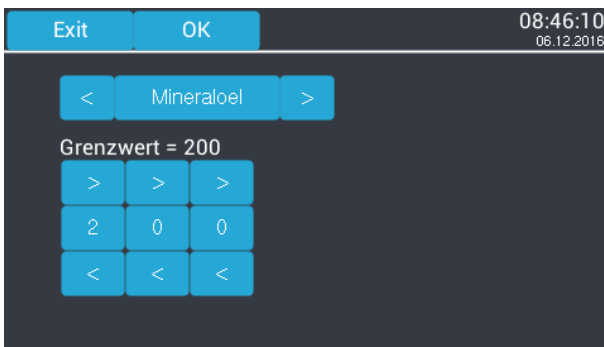 Exit OK 08:46:10
06.12.2016
< Mineraloel >
Grenzwert = 200
> > >
2 0 0
< < <